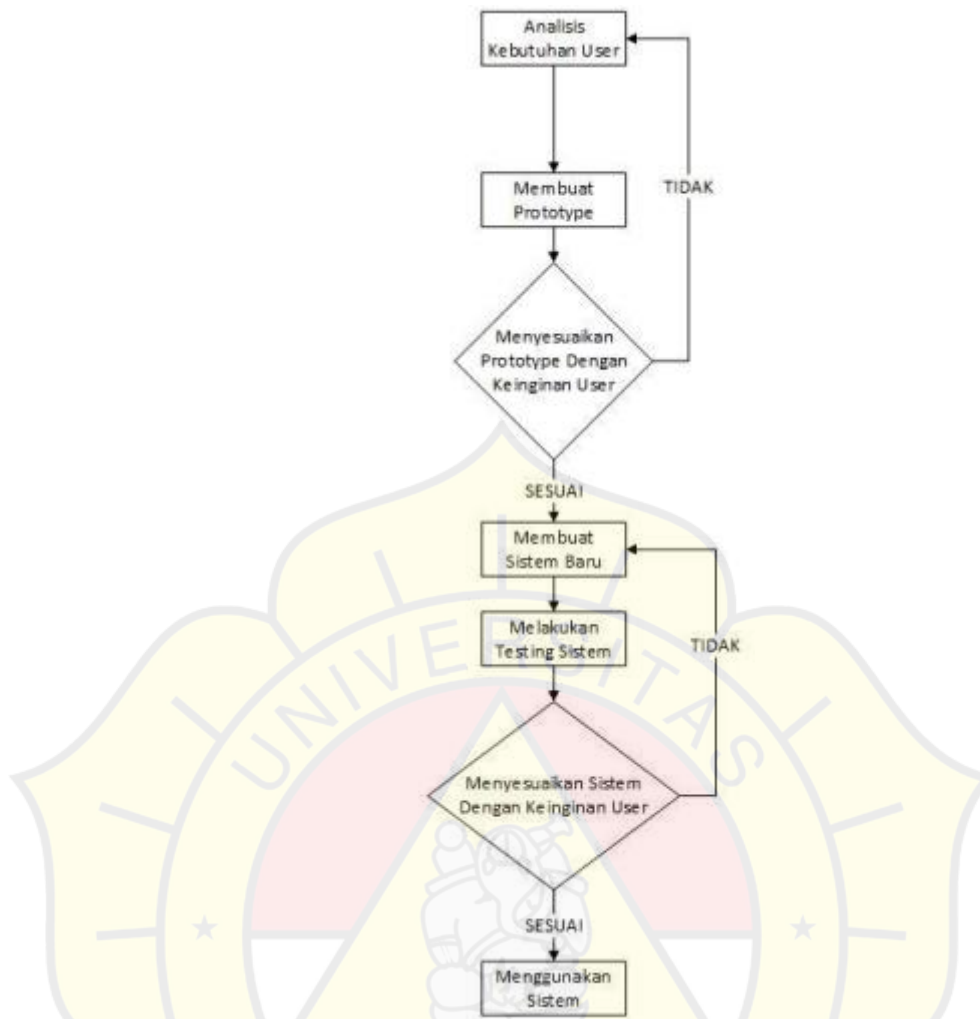 Analisis
Kebutuhan User
Membuat
Prototype
TIDAK
Menyesuaikan
Prototype Dengan
Keinginan User
SESUAI
Membuat
Sistem Baru
Melakukan
Testing Sistem
TIDAK
UNIVERSITAS
Menyesuaikan Sistem
Dengan Keinginan User
SESUAI
Menggunakan
Sistem